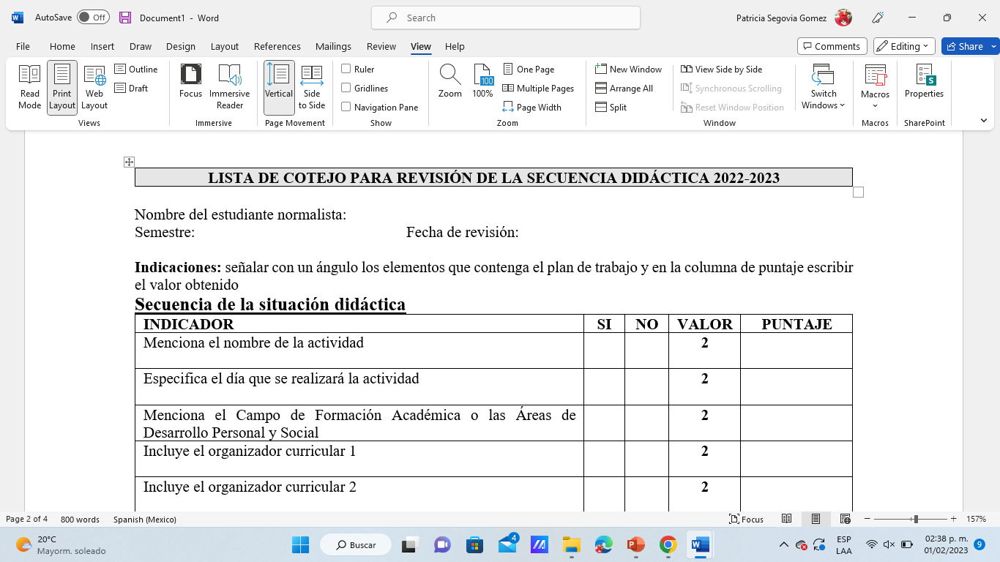 AutoSave Off Document1 - Word Search Patricia Segovia Gomez
File Home Insert Draw Design Layout References Mailings Review View Help Comments Editing Share
Read Mode Print Layout Web Layout Outline Draft Focus Immersive Reader Vertical Side to Side Ruler Gridlines Navigation Pane Zoom 100 100% One Page Multiple Pages Page Width New Window Arrange All Split View Side by Side Synchronous Scrolling Reset Window Position Switch Windows Macros S Properties
Views Immersive Page Movement Show Zoom Window Macros SharePoint
LISTA DE COTEJO PARA REVISIÓN DE LA SECUENCIA DIDÁCTICA 2022-2023
Nombre del estudiante normalista:
Semestre: Fecha de revisión:
Indicaciones: señalar con un ángulo los elementos que contenga el plan de trabajo y en la columna de puntaje escribir
el valor obtenido
Secuencia de la situación didáctica
INDICADOR SI NO VALOR PUNTAJE
Menciona el nombre de la actividad 2
Especifica el día que se realizará la actividad 2
Menciona el Campo de Formación Académica o las Áreas de 2
Desarrollo Personal y Social
Incluye el organizador curricular 1 2
Incluye el organizador curricular 2 2
Page 2 of 4 800 words Spanish (Mexico) Focus 157%
20°C
Mayorm. soleado
Buscar 4
ESP
LAA
02:38 p. m.
01/02/2023
9